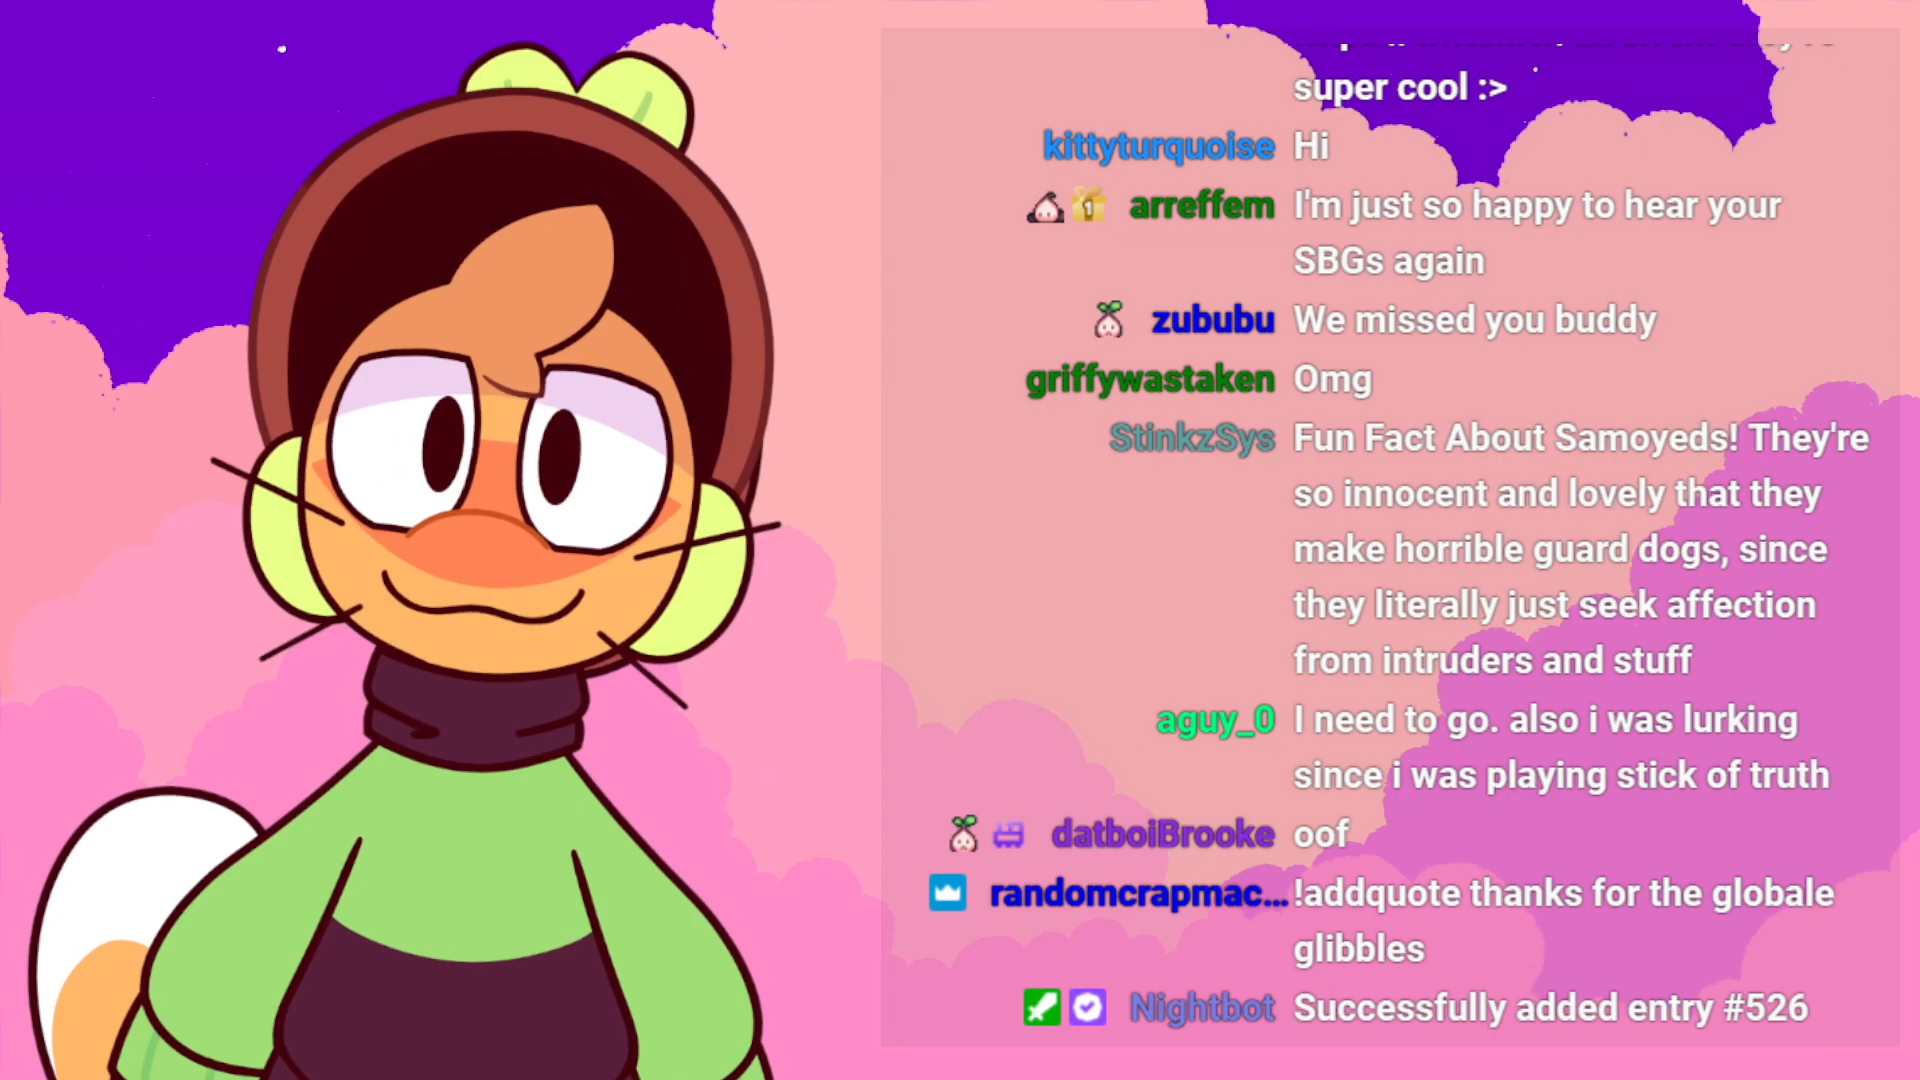 super cool :>
kittyturquoise Hi
1 arreffem I'm just so happy to hear your
SBGs again
zububu We missed you buddy
griffywastaken Omg
StinkzSys Fun Fact About Samoyeds! They're
so innocent and lovely that they
make horrible guard dogs, since
they literally just seek affection
from intruders and stuff
aguy_0 I need to go. also i was lurking
since i was playing stick of truth
datboiBrooke oof
randomcrapmac... !addquote thanks for the globale
glibbles
Nightbot Successfully added entry #526